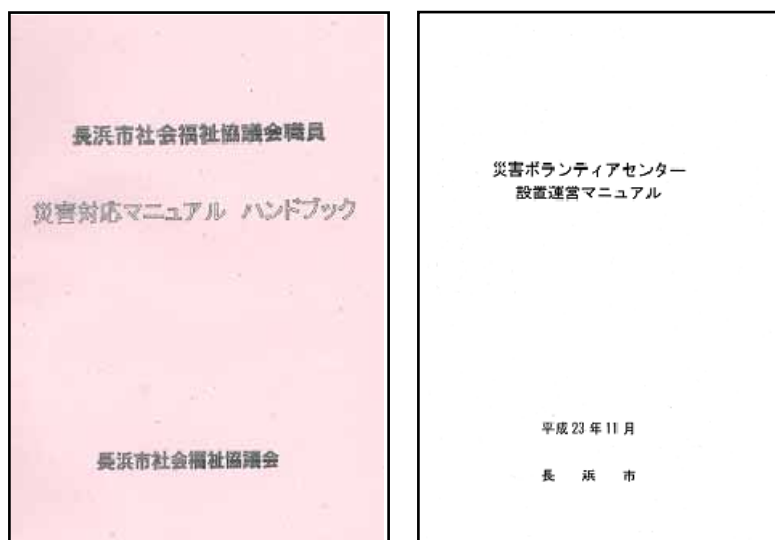 長浜市社会福祉協議会職員
災害対応マニュアル ハンドブック
長浜市社会福祉協議会
災害ボランティアセンター
設置運営マニュアル
平成23年11月
長 浜 市